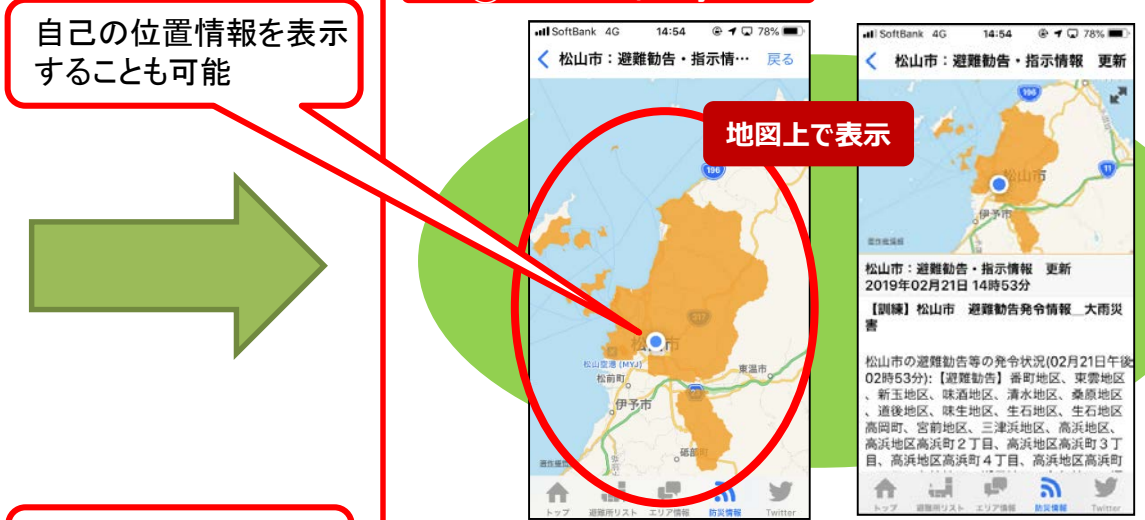 自己の位置情報を表示
することも可能
SoftBank 4G 14:54 78%
松山市：避難勧告・指示情… 戻る
地図上で表示
196
217
松山市
松山空港 (MYJ)
松前町
東温市
伊予市
砥部町
トップ 避難所リスト エリア情報 防災情報 Twitter
SoftBank 4G 14:54 78%
松山市：避難勧告・指示情報 更新
196
11
松山市
伊予市
松山市：避難勧告・指示情報 更新
2019年02月21日 14時53分
【訓練】松山市 避難勧告発令情報＿大雨災
害
松山市の避難勧告等の発令状況(02月21日午後
02時53分):【避難勧告】番町地区、東雲地区
、新玉地区、味酒地区、清水地区、桑原地区
、道後地区、味生地区、生石地区、生石地区
高岡町、宮前地区、三津浜地区、高浜地区、
高浜地区高浜町２丁目、高浜地区高浜町３丁
目、高浜地区高浜町４丁目、高浜地区高浜町
トップ 避難所リスト エリア情報 防災情報 Twitter